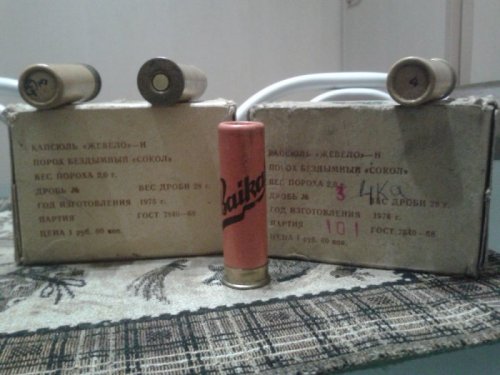 4
Baikal
КАПСЮЛЬ «ЖЕВЕЛО»—Н
ПОРОХ БЕЗДЫМНЫЙ «СОКОЛ»
ВЕС ПОРОХА 2,0 г.
ДРОБЬ № ВЕС ДРОБИ 28 г.
ГОД ИЗГОТОВЛЕНИЯ 1975 г.
ПАРТИЯ ГОСТ 7840—68
ЦЕНА 1 руб. 60 коп.
КАПСЮЛЬ «ЖЕВЕЛО»—Н
ПОРОХ БЕЗДЫМНЫЙ «СОКОЛ»
ВЕС ПОРОХА 2,0
ДРОБЬ № 3 4ка ВЕС ДРОБИ 28 г.
ГОД ИЗГОТОВЛЕНИЯ 1976 г.
ПАРТИЯ 101 ГОСТ 7840—68
ЦЕНА 1 руб. 60 коп.